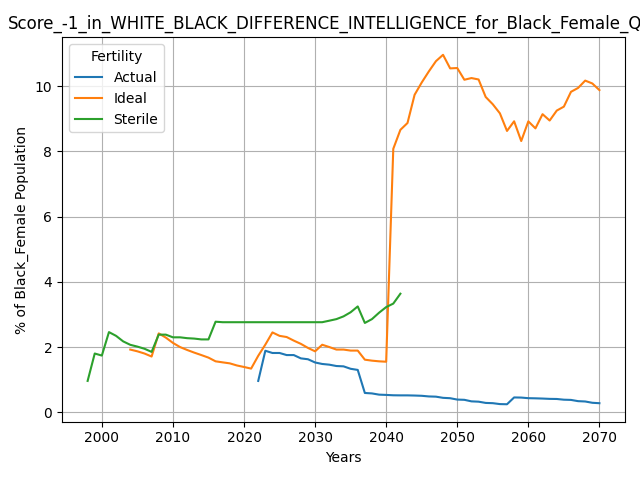 Score_-1_in_WHITE_BLACK_DIFFERENCE_INTELLIGENCE_for_Black_Female_Q
Fertility
Actual
Ideal
Sterile
% of Black_Female Population
10
8
6
4
2
0
2000 2010 2020 2030 2040 2050 2060 2070
Years